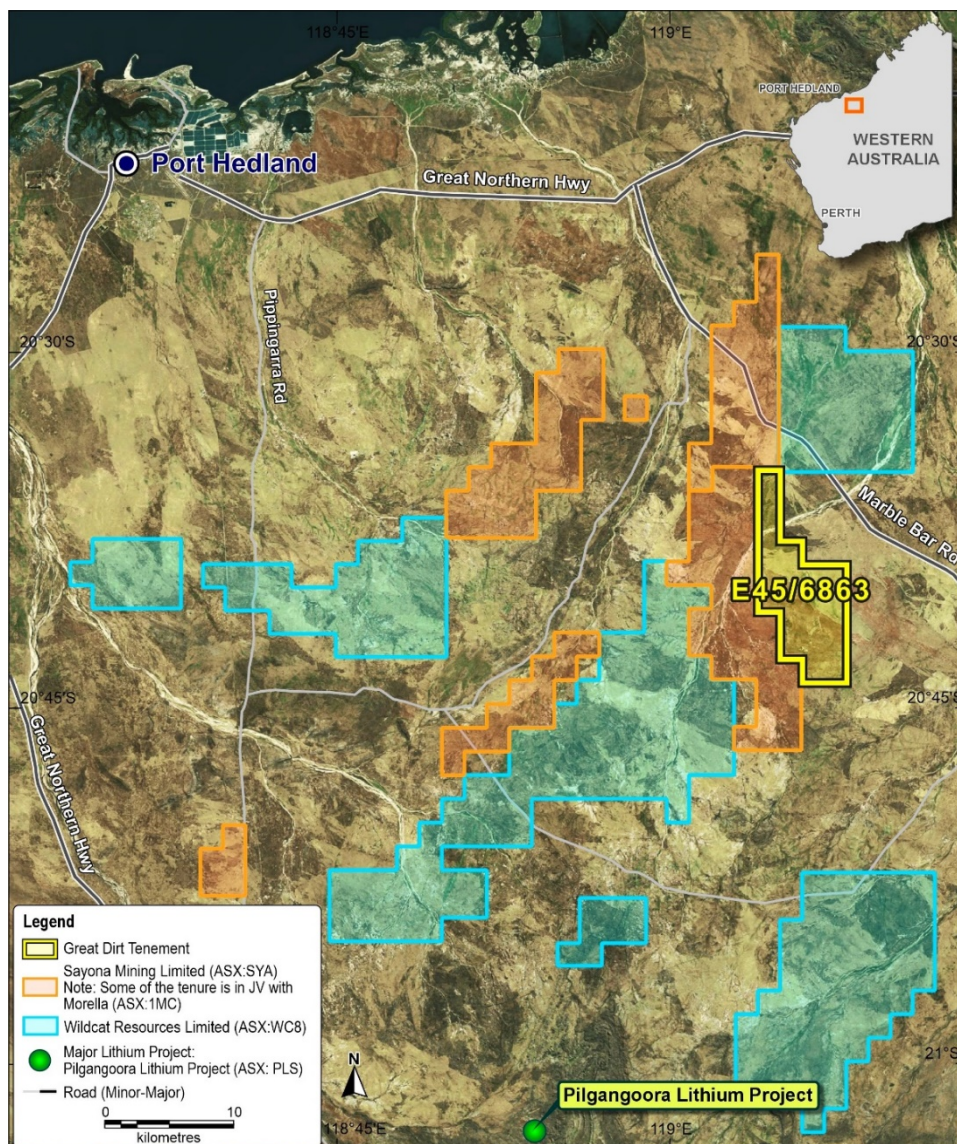 118°45'E
119°E
PORT HEDLAND
WESTERN
AUSTRALIA
PERTH
Port Hedland
Great Northern Hwy
Pippingarra Rd
20°30'S
20°30'S
Marble Bar Rd
E45/6863
20°45'S
20°45'S
Great Northern Hwy
Legend
Great Dirt Tenement
Sayona Mining Limited (ASX:SYA)
Note: Some of the tenure is in JV with
Morella (ASX:1MC)
Wildcat Resources Limited (ASX:WC8)
Major Lithium Project:
Pilgangoora Lithium Project (ASX: PLS)
Road (Minor-Major)
0 10
kilometres
N
21°S
Pilgangoora Lithium Project
118°45'E
119°E